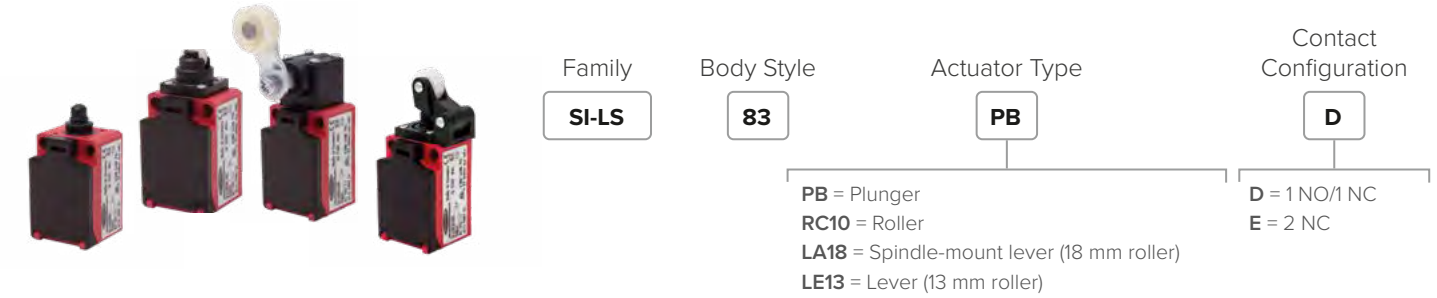 Family
Body Style
Actuator Type
Contact
Configuration
SI-LS
83
PB
D
PB = Plunger
RC10 = Roller
LA18 = Spindle-mount lever (18 mm roller)
LE13 = Lever (13 mm roller)
D = 1 NO/1 NC
E = 2 NC